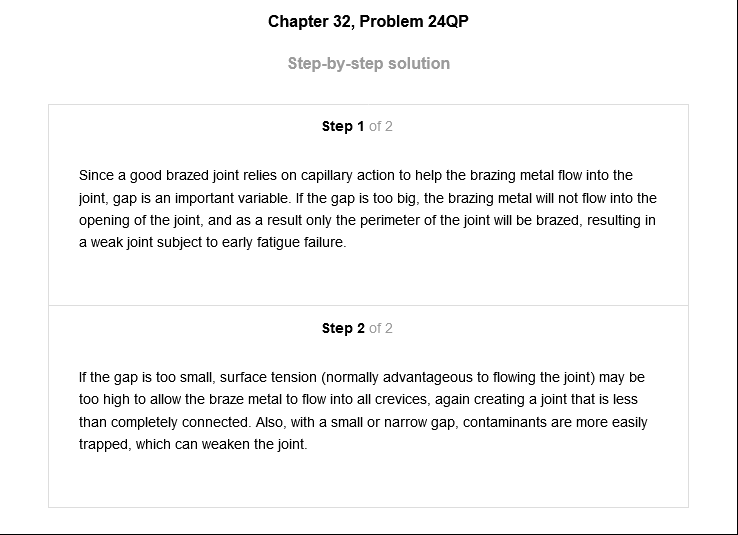 Chapter 32, Problem 24QP
Step-by-step solution
Step 1 of 2
Since a good brazed joint relies on capillary action to help the brazing metal flow into the
joint, gap is an important variable. If the gap is too big, the brazing metal will not flow into the
opening of the joint, and as a result only the perimeter of the joint will be brazed, resulting in
a weak joint subject to early fatigue failure.
Step 2 of 2
If the gap is too small, surface tension (normally advantageous to flowing the joint) may be
too high to allow the braze metal to flow into all crevices, again creating a joint that is less
than completely connected. Also, with a small or narrow gap, contaminants are more easily
trapped, which can weaken the joint.